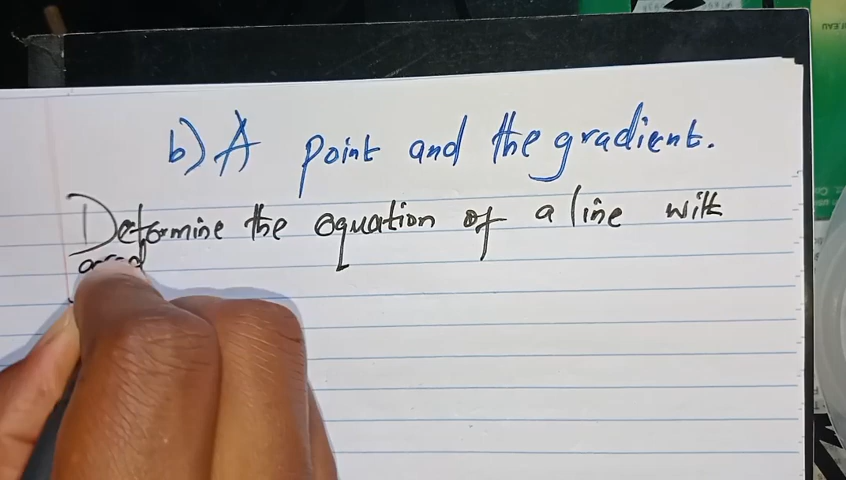 b) A point and the gradient.
Determine the equation of a line with